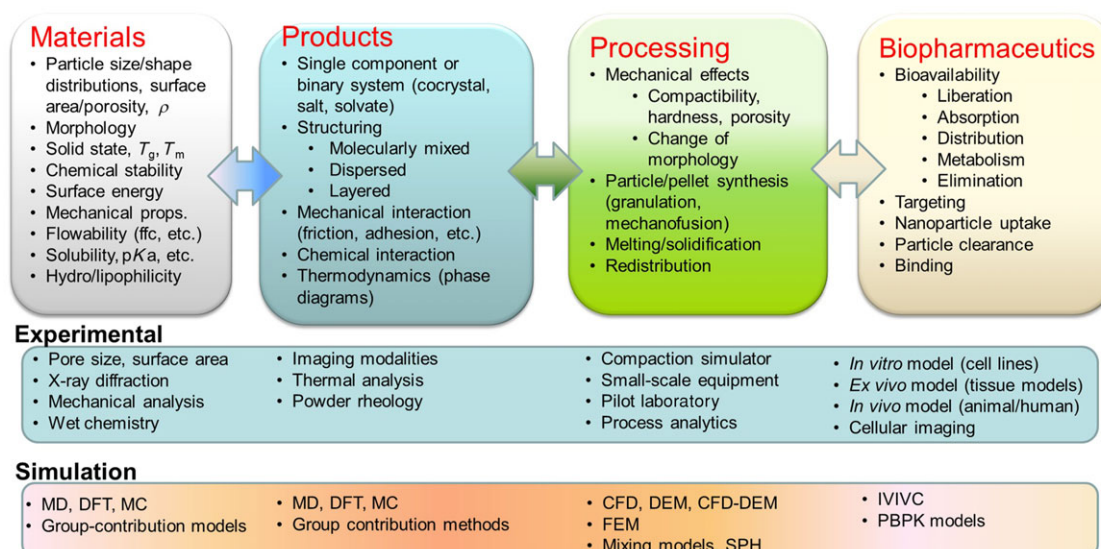 Materials
• Particle size/shape
distributions, surface
area/porosity, ρ
• Morphology
• Solid state, Tg, Tm
• Chemical stability
• Surface energy
• Mechanical props.
• Flowability (ffc, etc.)
• Solubility, pKa, etc.
• Hydro/lipophilicity
Products
• Single component or
binary system (cocrystal,
salt, solvate)
• Structuring
• Molecularly mixed
• Dispersed
• Layered
• Mechanical interaction
(friction, adhesion, etc.)
• Chemical interaction
• Thermodynamics (phase
diagrams)
Processing
• Mechanical effects
• Compactibility,
hardness, porosity
• Change of
morphology
• Particle/pellet synthesis
(granulation,
mechanofusion)
• Melting/solidification
• Redistribution
Biopharmaceutics
• Bioavailability
• Liberation
• Absorption
• Distribution
• Metabolism
• Elimination
• Targeting
• Nanoparticle uptake
• Particle clearance
• Binding
Experimental
• Pore size, surface area
• X-ray diffraction
• Mechanical analysis
• Wet chemistry
• Imaging modalities
• Thermal analysis
• Powder rheology
• Compaction simulator
• Small-scale equipment
• Pilot laboratory
• Process analytics
• In vitro model (cell lines)
• Ex vivo model (tissue models)
• In vivo model (animal/human)
• Cellular imaging
Simulation
• MD, DFT, MC
• Group-contribution models
• MD, DFT, MC
• Group contribution methods
• CFD, DEM, CFD-DEM
• FEM
• Mixing models, SPH
• IVIVC
• PBPK models